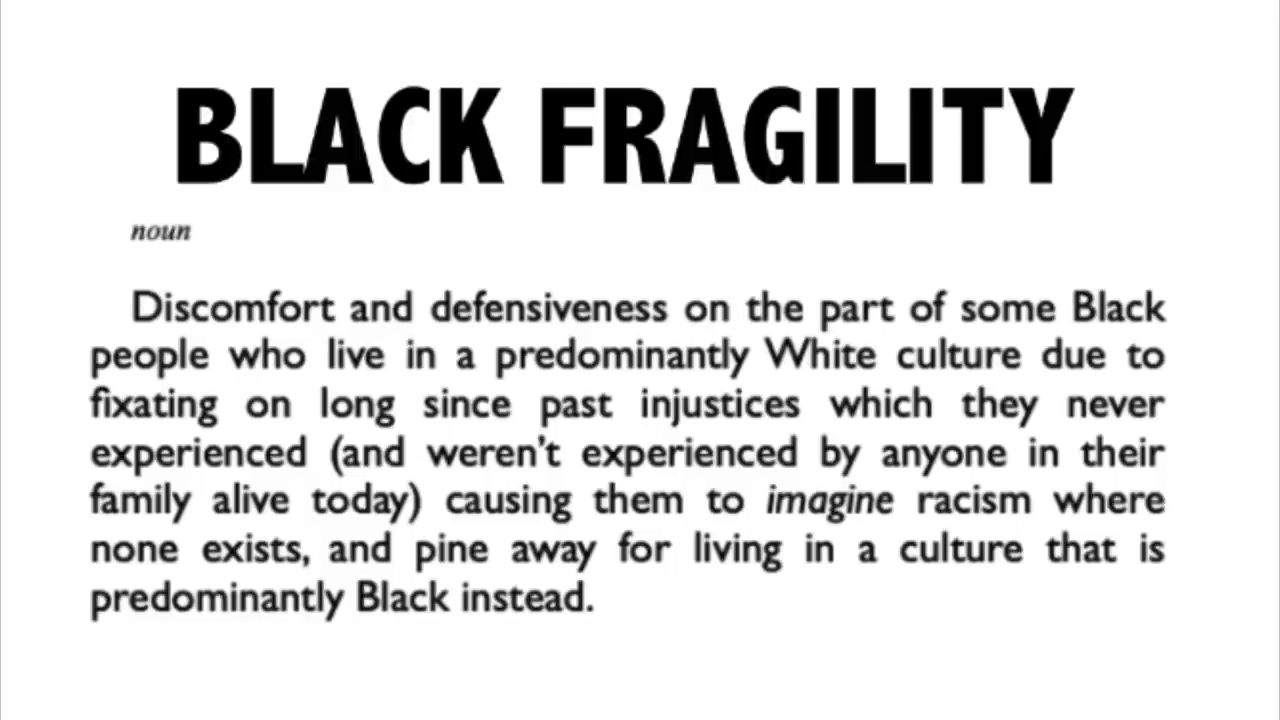 BLACK FRAGILITY
noun
Discomfort and defensiveness on the part of some Black
people who live in a predominantly White culture due to
fixating on long since past injustices which they never
experienced (and weren't experienced by anyone in their
family alive today) causing them to imagine racism where
none exists, and pine away for living in a culture that is
predominantly Black instead.